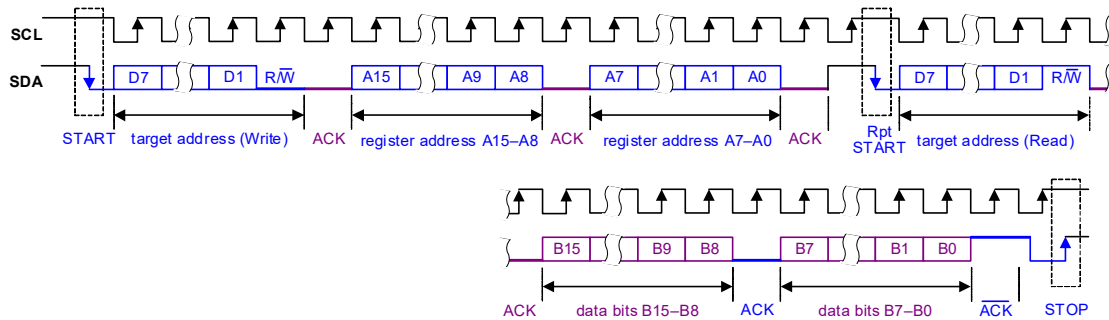 SCL
SDA
D7 D1 R/W̅ A15 A9 A8 A7 A1 A0 D7 D1 R/W̅
START target address (Write) ACK register address A15–A8 ACK register address A7–A0 ACK Rpt START target address (Read)
B15 B9 B8 B7 B1 B0
ACK data bits B15–B8 ACK data bits B7–B0 A̅C̅K̅ STOP